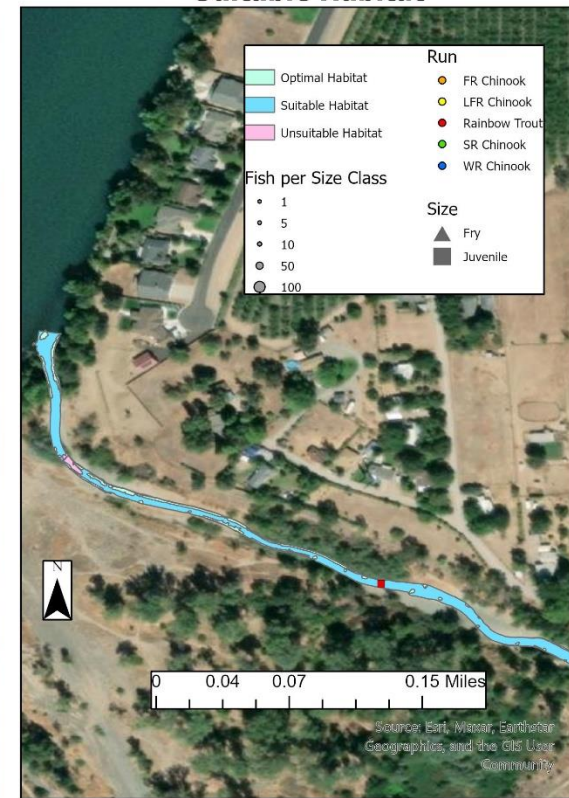 Optimal Habitat
Suitable Habitat
Unsuitable Habitat
Fish per Size Class
1
5
10
50
100
Run
FR Chinook
LFR Chinook
Rainbow Trout
SR Chinook
WR Chinook
Size
Fry
Juvenile
N
0 0.04 0.07 0.15 Miles
Source: Esri, Maxar, Earthstar
Geographics, and the GIS User
Community